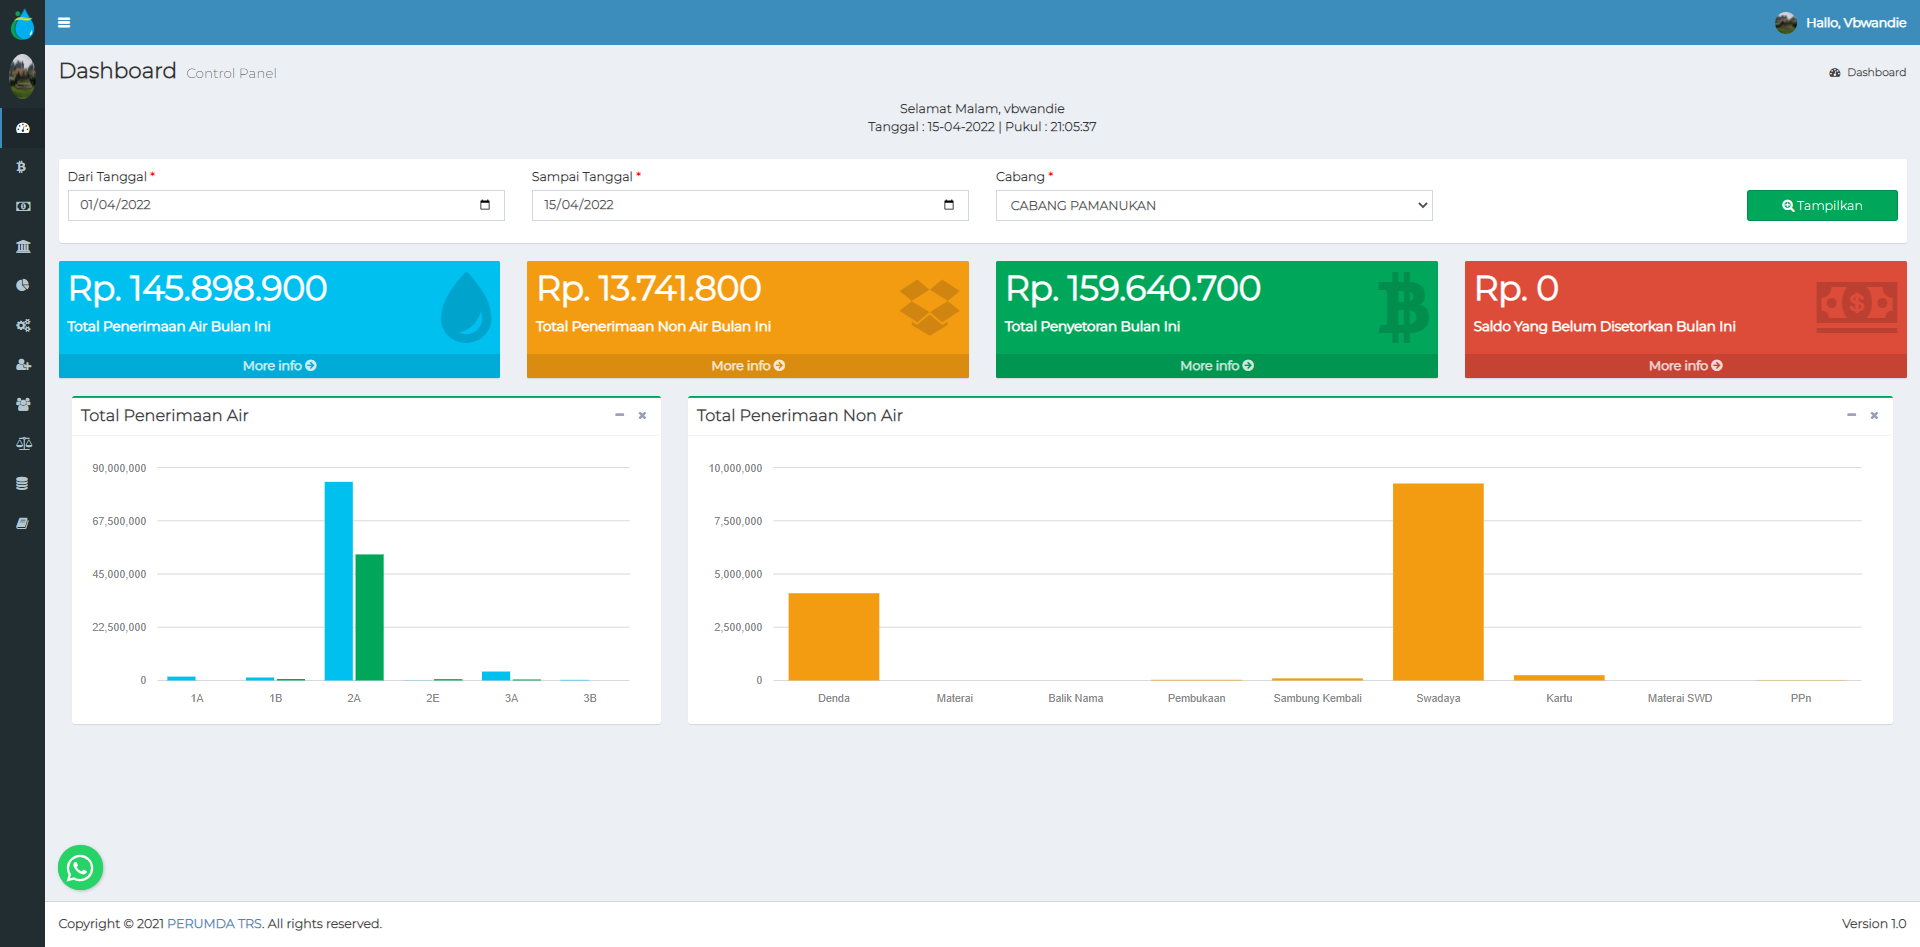 Hallo, Vbwandie
Dashboard Control Panel
Dashboard
Selamat Malam, vbwandie
Tanggal : 15-04-2022 | Pukul : 21:05:37
Dari Tanggal *
Sampai Tanggal *
Cabang *
01/04/2022
15/04/2022
CABANG PAMANUKAN
Tampilkan
Rp. 145.898.900
Total Penerimaan Air Bulan Ini
More info
Rp. 13.741.800
Total Penerimaan Non Air Bulan Ini
More info
Rp. 159.640.700
Total Penyetoran Bulan Ini
More info
Rp. 0
Saldo Yang Belum Disetorkan Bulan Ini
More info
Total Penerimaan Air
90,000,000
67,500,000
45,000,000
22,500,000
0
1A 1B 2A 2E 3A 3B
Total Penerimaan Non Air
10,000,000
7,500,000
5,000,000
2,500,000
0
Denda Materai Balik Nama Pembukaan Sambung Kembali Swadaya Kartu Materai SWD PPn
Copyright © 2021 PERUMDA TRS. All rights reserved.
Version 1.0